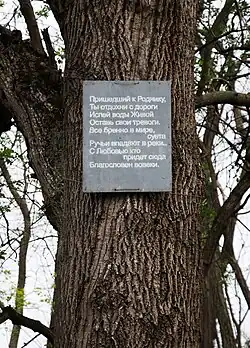 Пришедший к Роднику,
Ты отдохни с дороги
Испей воды Живой
Оставь свои тревоги.
Все бренно в мире,
суета
Ручьи впадают в реки..
С Любовью кто
придет сюда
Благословен вовеки.